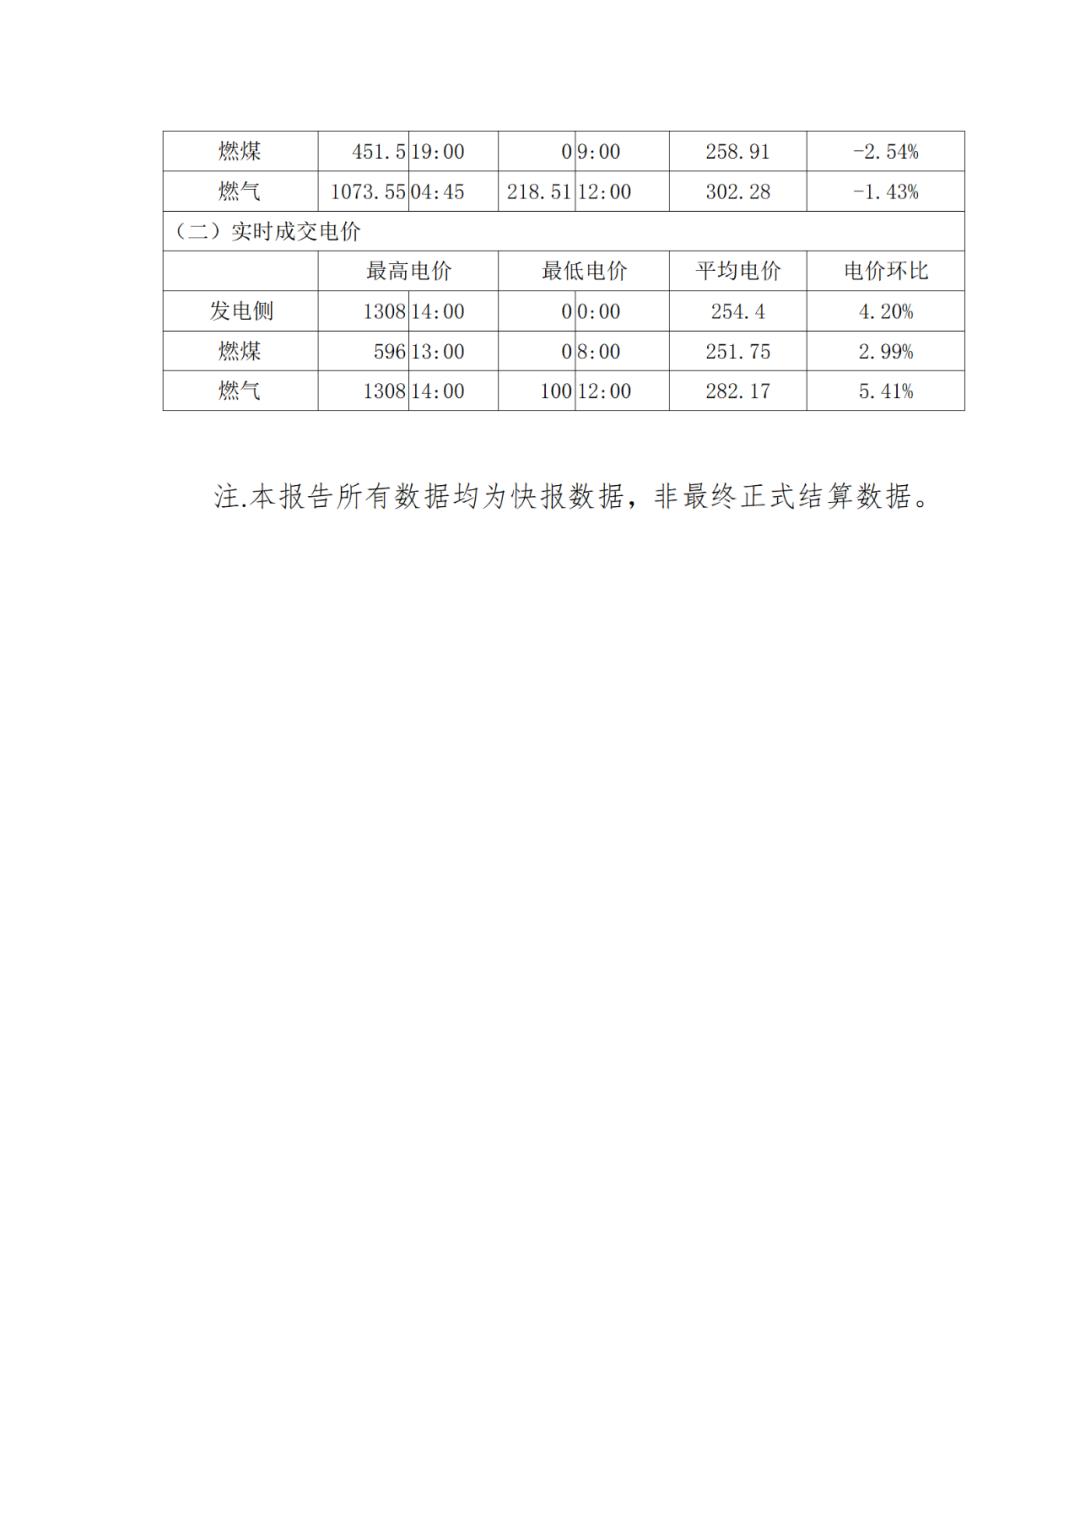 燃煤 451.5 19:00 0 9:00 258.91 -2.54%
燃气 1073.55 04:45 218.51 12:00 302.28 -1.43%
（二）实时成交电价
最高电价 最低电价 平均电价 电价环比
发电侧 1308 14:00 0 0:00 254.4 4.20%
燃煤 596 13:00 0 8:00 251.75 2.99%
燃气 1308 14:00 100 12:00 282.17 5.41%
注.本报告所有数据均为快报数据，非最终正式结算数据。